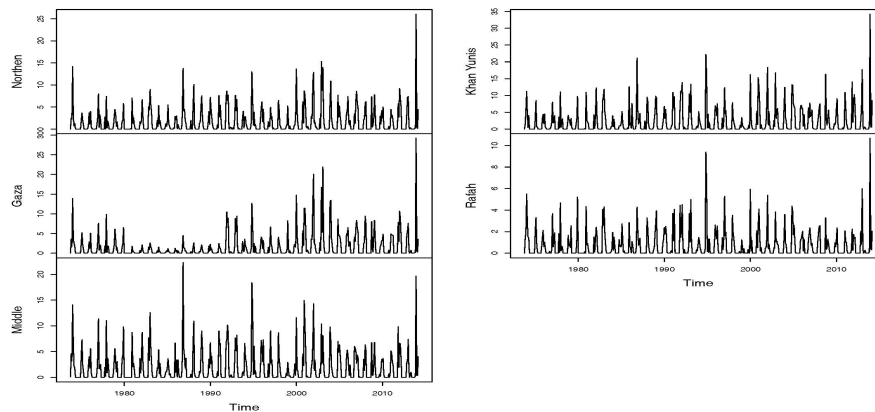 Northen
0 5 10 15 20 25
Gaza
0 5 10 15 20 25 30
Middle
0 5 10 15 20
1980 1990 2000 2010
Time
Khan Yunis
0 5 10 15 20 25 30 35
Rafah
0 2 4 6 8 10
1980 1990 2000 2010
Time